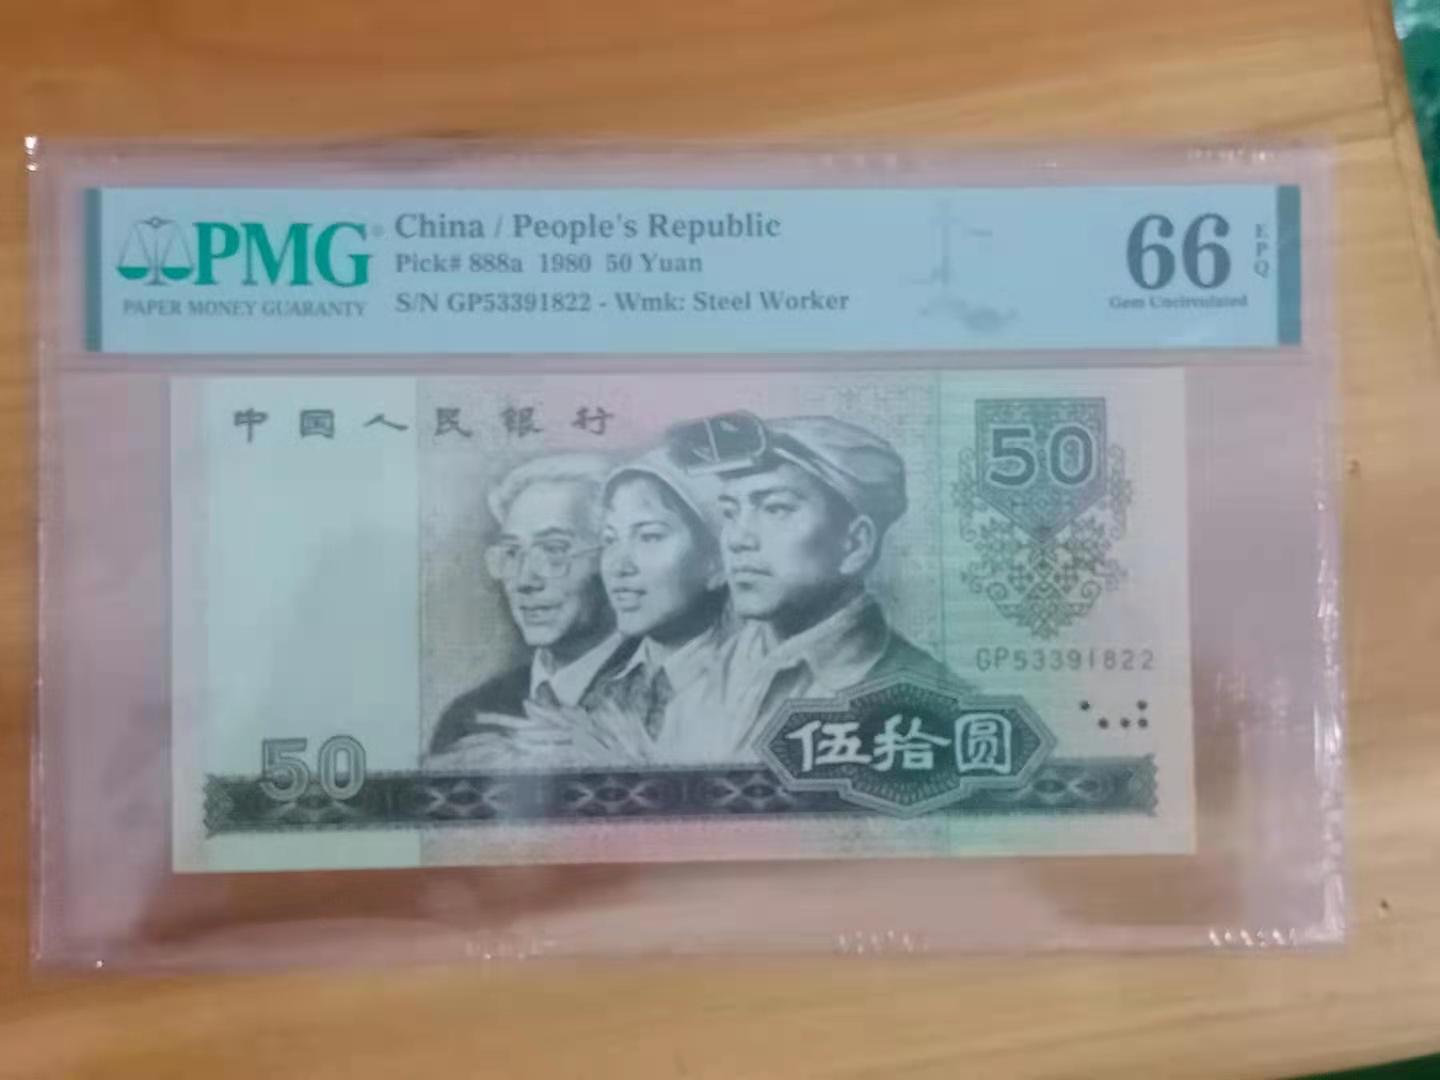 PMG
PAPER MONEY GUARANTY
China / People's Republic
Pick# 888a 1980 50 Yuan
S/N GP53391822 - Wmk: Steel Worker
66
EPQ
Gem Uncirculated
中国人民银行
50
GP53391822
伍拾圆
50